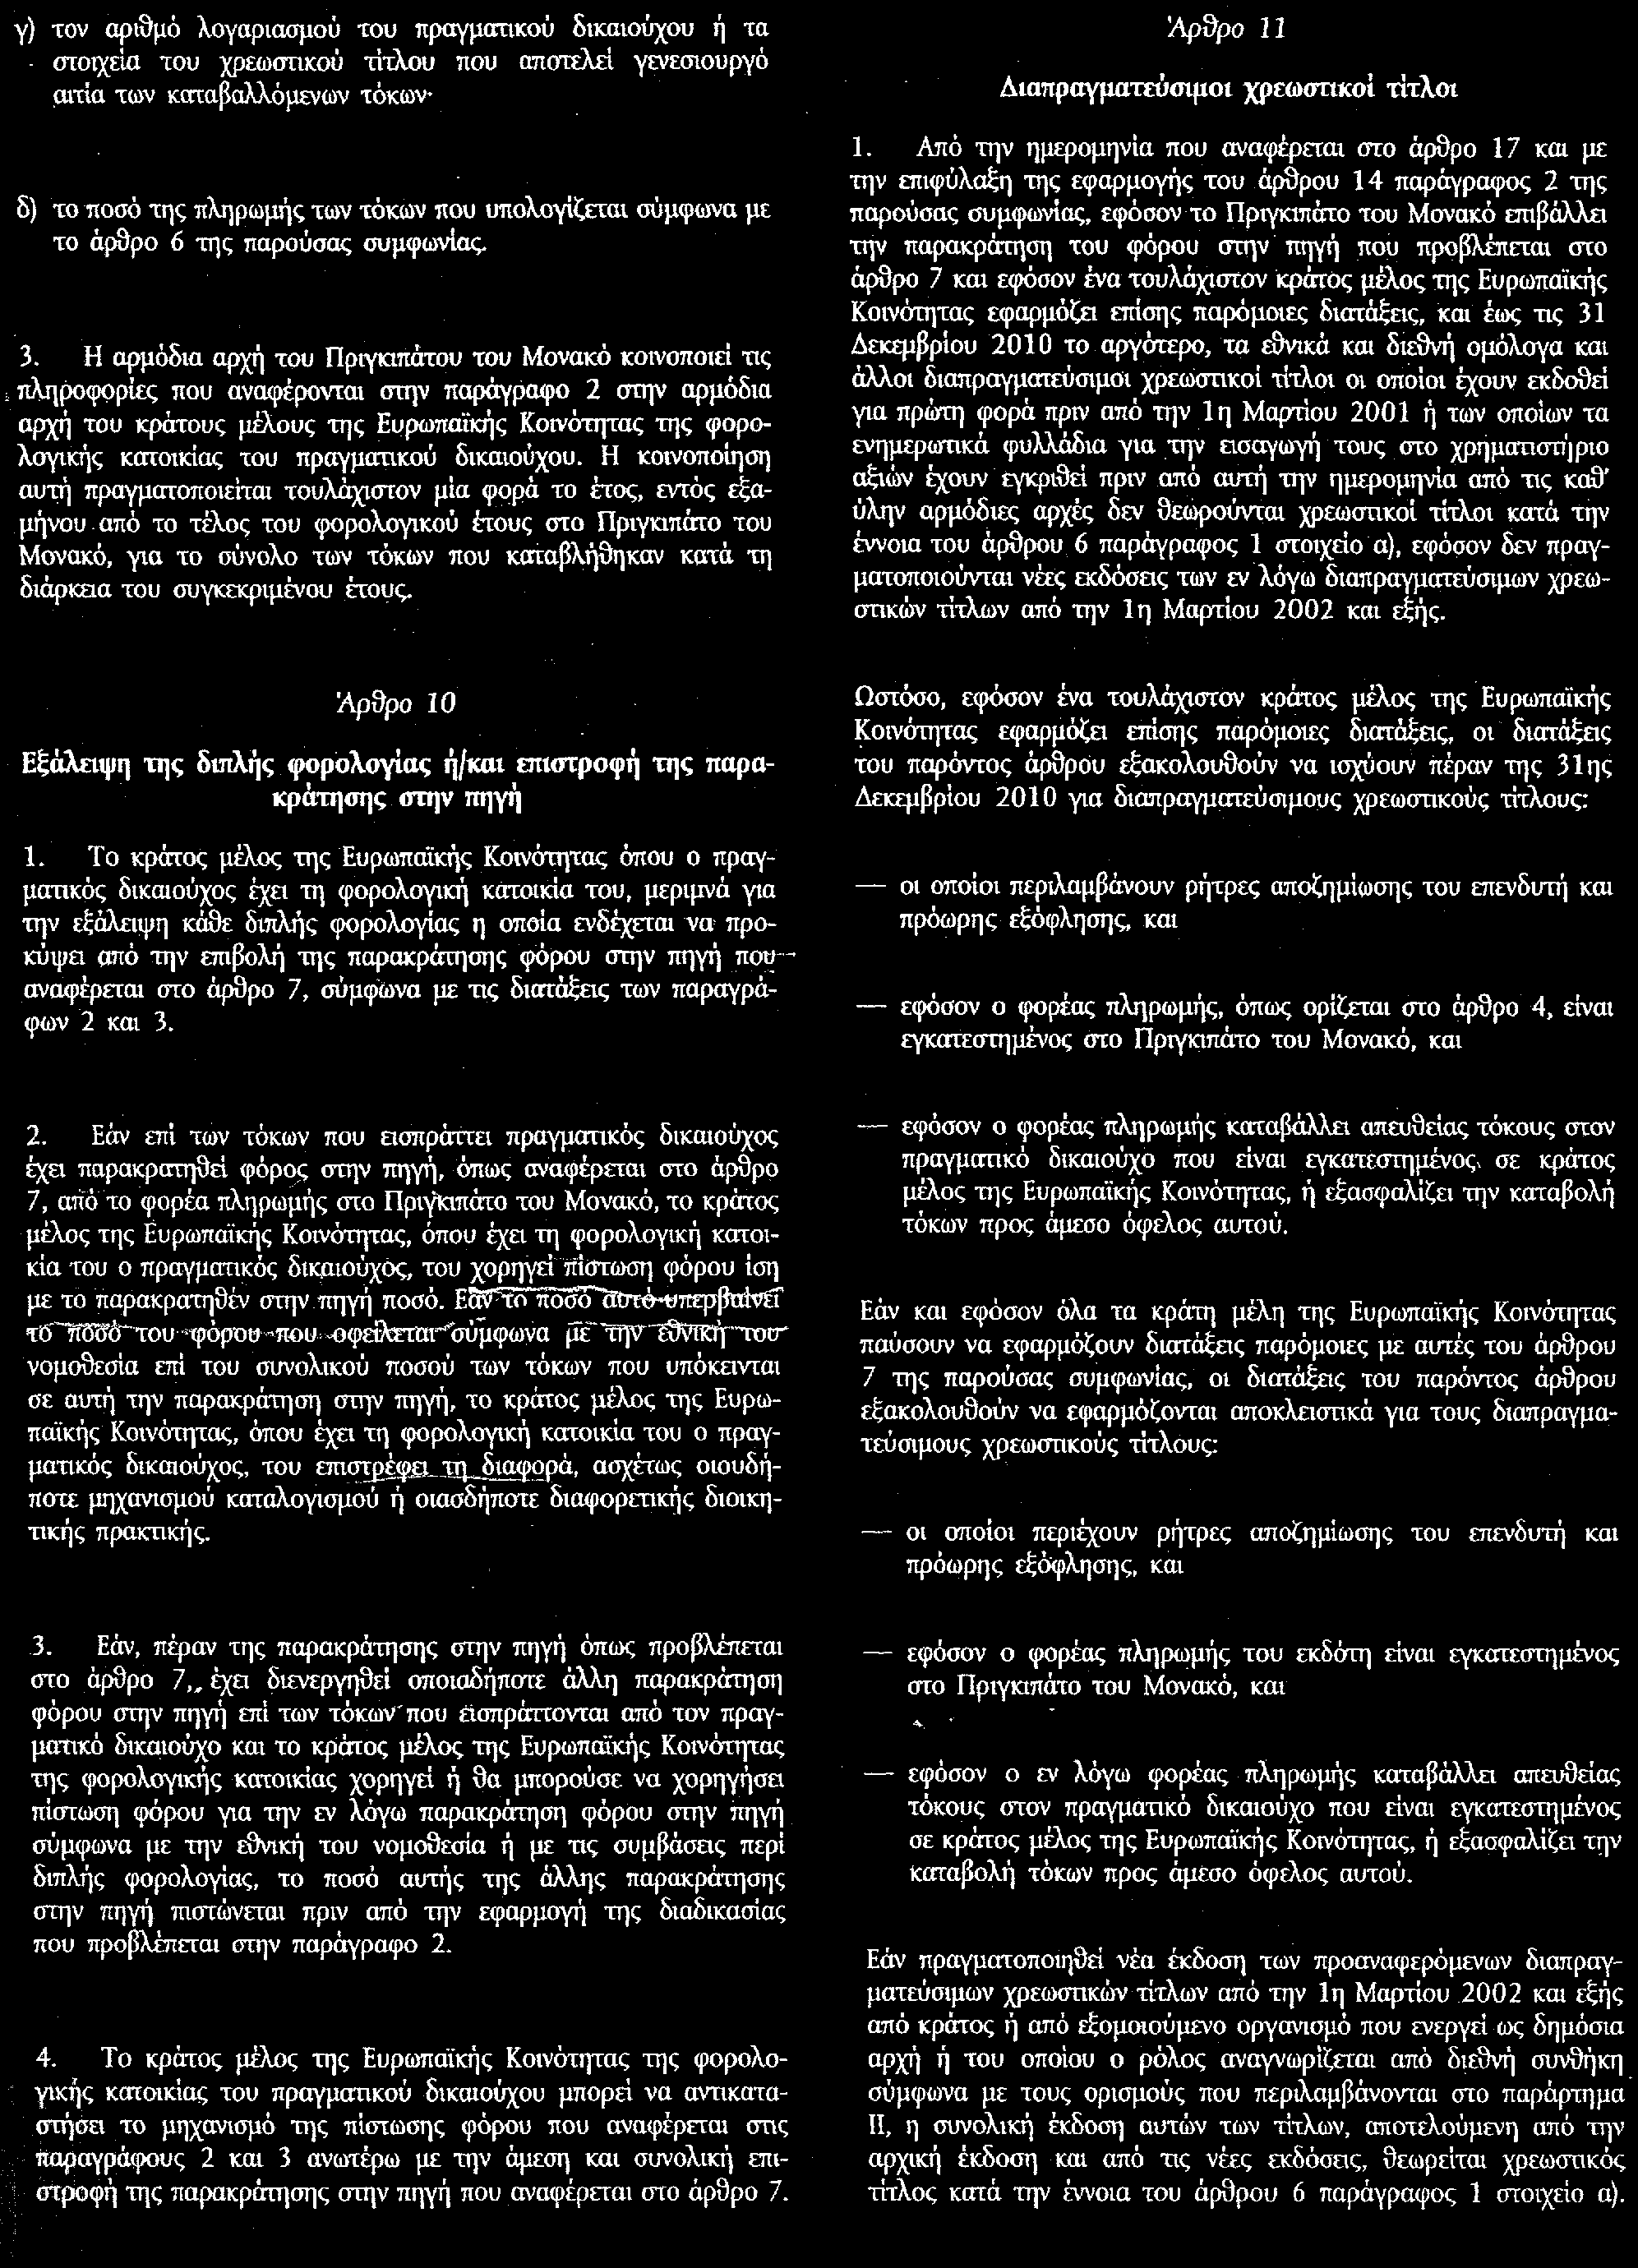 γ) τον αριθμό λογαριασμού του πραγματικού δικαιούχου ή τα
στοιχεία του χρεωστικού τίτλου που αποτελεί γενεσιουργό
αιτία των καταβαλλόμενων τόκων·
δ) το ποσό της πληρωμής των τόκων που υπολογίζεται σύμφωνα με
το άρθρο 6 της παρούσας συμφωνίας.
3. Η αρμόδια αρχή του Πριγκιπάτου του Μονακό κοινοποιεί τις
πληροφορίες που αναφέρονται στην παράγραφο 2 στην αρμόδια
αρχή του κράτους μέλους της Ευρωπαϊκής Κοινότητας της φορο-
λογικής κατοικίας του πραγματικού δικαιούχου. Η κοινοποίηση
αυτή πραγματοποιείται τουλάχιστον μία φορά το έτος, εντός εξα-
μήνου από το τέλος του φορολογικού έτους στο Πριγκιπάτο του
Μονακό, για το σύνολο των τόκων που καταβλήθηκαν κατά τη
διάρκεια του συγκεκριμένου έτους.
Άρθρο 10
Εξάλειψη της διπλής φορολογίας ή/και επιστροφή της παρα-
κράτησης στην πηγή
1. Το κράτος μέλος της Ευρωπαϊκής Κοινότητας όπου ο πραγ-
ματικός δικαιούχος έχει τη φορολογική κατοικία του, μεριμνά για
την εξάλειψη κάθε διπλής φορολογίας η οποία ενδέχεται να προ-
κύψει από την επιβολή της παρακράτησης φόρου στην πηγή που
αναφέρεται στο άρθρο 7, σύμφωνα με τις διατάξεις των παραγρά-
φων 2 και 3.
2. Εάν επί των τόκων που εισπράττει πραγματικός δικαιούχος
έχει παρακρατηθεί φόρος στην πηγή, όπως αναφέρεται στο άρθρο
7, από το φορέα πληρωμής στο Πριγκιπάτο του Μονακό, το κράτος
μέλος της Ευρωπαϊκής Κοινότητας, όπου έχει τη φορολογική κατοι-
κία του ο πραγματικός δικαιούχος, του χορηγεί πίστωση φόρου ίση
με το παρακρατηθέν στην πηγή ποσό. Εάν το ποσό αυτό υπερβαίνει
το ποσό του φόρου που οφείλεται σύμφωνα με την εθνική του
νομοθεσία επί του συνολικού ποσού των τόκων που υπόκεινται
σε αυτή την παρακράτηση στην πηγή, το κράτος μέλος της Ευρω-
παϊκής Κοινότητας, όπου έχει τη φορολογική κατοικία του ο πραγ-
ματικός δικαιούχος, του επιστρέφει τη διαφορά, ασχέτως οιουδή-
ποτε μηχανισμού καταλογισμού ή οιασδήποτε διαφορετικής διοικη-
τικής πρακτικής.
3. Εάν, πέραν της παρακράτησης στην πηγή όπως προβλέπεται
στο άρθρο 7, έχει διενεργηθεί οποιαδήποτε άλλη παρακράτηση
φόρου στην πηγή επί των τόκων που εισπράττονται από τον πραγ-
ματικό δικαιούχο και το κράτος μέλος της Ευρωπαϊκής Κοινότητας
της φορολογικής κατοικίας χορηγεί ή θα μπορούσε να χορηγήσει
πίστωση φόρου για την εν λόγω παρακράτηση φόρου στην πηγή
σύμφωνα με την εθνική του νομοθεσία ή με τις συμβάσεις περί
διπλής φορολογίας, το ποσό αυτής της άλλης παρακράτησης
στην πηγή πιστώνεται πριν από την εφαρμογή της διαδικασίας
που προβλέπεται στην παράγραφο 2.
4. Το κράτος μέλος της Ευρωπαϊκής Κοινότητας της φορολο-
γικής κατοικίας του πραγματικού δικαιούχου μπορεί να αντικατα-
στήσει το μηχανισμό της πίστωσης φόρου που αναφέρεται στις
παραγράφους 2 και 3 ανωτέρω με την άμεση και συνολική επι-
στροφή της παρακράτησης στην πηγή που αναφέρεται στο άρθρο 7.
Άρθρο 11
Διαπραγματεύσιμοι χρεωστικοί τίτλοι
1. Από την ημερομηνία που αναφέρεται στο άρθρο 17 και με
την επιφύλαξη της εφαρμογής του άρθρου 14 παράγραφος 2 της
παρούσας συμφωνίας, εφόσον το Πριγκιπάτο του Μονακό επιβάλλει
την παρακράτηση του φόρου στην πηγή που προβλέπεται στο
άρθρο 7 και εφόσον ένα τουλάχιστον κράτος μέλος της Ευρωπαϊκής
Κοινότητας εφαρμόζει επίσης παρόμοιες διατάξεις, και έως τις 31
Δεκεμβρίου 2010 το αργότερο, τα εθνικά και διεθνή ομόλογα και
άλλοι διαπραγματεύσιμοι χρεωστικοί τίτλοι οι οποίοι έχουν εκδοθεί
για πρώτη φορά πριν από την 1η Μαρτίου 2001 ή των οποίων τα
ενημερωτικά φυλλάδια για την εισαγωγή τους στο χρηματιστήριο
αξιών έχουν εγκριθεί πριν από αυτή την ημερομηνία από τις καθ'
ύλην αρμόδιες αρχές δεν θεωρούνται χρεωστικοί τίτλοι κατά την
έννοια του άρθρου 6 παράγραφος 1 στοιχείο α), εφόσον δεν πραγ-
ματοποιούνται νέες εκδόσεις των εν λόγω διαπραγματεύσιμων χρεω-
στικών τίτλων από την 1η Μαρτίου 2002 και εξής.
Ωστόσο, εφόσον ένα τουλάχιστον κράτος μέλος της Ευρωπαϊκής
Κοινότητας εφαρμόζει επίσης παρόμοιες διατάξεις, οι διατάξεις
του παρόντος άρθρου εξακολουθούν να ισχύουν πέραν της 31ης
Δεκεμβρίου 2010 για διαπραγματεύσιμους χρεωστικούς τίτλους:
— οι οποίοι περιλαμβάνουν ρήτρες αποζημίωσης του επενδυτή και
πρόωρης εξόφλησης, και
— εφόσον ο φορέας πληρωμής, όπως ορίζεται στο άρθρο 4, είναι
εγκατεστημένος στο Πριγκιπάτο του Μονακό, και
— εφόσον ο φορέας πληρωμής καταβάλλει απευθείας τόκους στον
πραγματικό δικαιούχο που είναι εγκατεστημένος σε κράτος
μέλος της Ευρωπαϊκής Κοινότητας, ή εξασφαλίζει την καταβολή
τόκων προς άμεσο όφελος αυτού.
Εάν και εφόσον όλα τα κράτη μέλη της Ευρωπαϊκής Κοινότητας
παύσουν να εφαρμόζουν διατάξεις παρόμοιες με αυτές του άρθρου
7 της παρούσας συμφωνίας, οι διατάξεις του παρόντος άρθρου
εξακολουθούν να εφαρμόζονται αποκλειστικά για τους διαπραγμα-
τεύσιμους χρεωστικούς τίτλους:
— οι οποίοι περιέχουν ρήτρες αποζημίωσης του επενδυτή και
πρόωρης εξόφλησης, και
— εφόσον ο φορέας πληρωμής του εκδότη είναι εγκατεστημένος
στο Πριγκιπάτο του Μονακό, και
— εφόσον ο εν λόγω φορέας πληρωμής καταβάλλει απευθείας
τόκους στον πραγματικό δικαιούχο που είναι εγκατεστημένος
σε κράτος μέλος της Ευρωπαϊκής Κοινότητας, ή εξασφαλίζει την
καταβολή τόκων προς άμεσο όφελος αυτού.
Εάν πραγματοποιηθεί νέα έκδοση των προαναφερόμενων διαπραγ-
ματεύσιμων χρεωστικών τίτλων από την 1η Μαρτίου 2002 και εξής
από κράτος ή από εξομοιούμενο οργανισμό που ενεργεί ως δημόσια
αρχή ή του οποίου ο ρόλος αναγνωρίζεται από διεθνή συνθήκη
σύμφωνα με τους ορισμούς που περιλαμβάνονται στο παράρτημα
ΙΙ, η συνολική έκδοση αυτών των τίτλων, αποτελούμενη από την
αρχική έκδοση και από τις νέες εκδόσεις, θεωρείται χρεωστικός
τίτλος κατά την έννοια του άρθρου 6 παράγραφος 1 στοιχείο α).